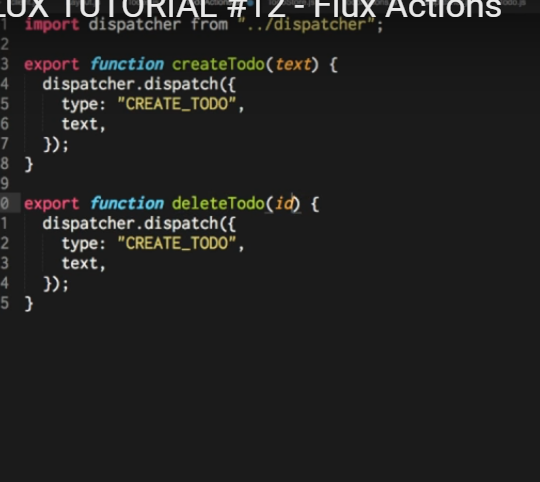 LUX TUTORIAL #12 - Flux Actions
1 import dispatcher from "../dispatcher";
2
3 export function createTodo(text) {
4 dispatcher.dispatch({
5 type: "CREATE_TODO",
6 text,
7 });
8 }
9
0 export function deleteTodo(id) {
1 dispatcher.dispatch({
2 type: "CREATE_TODO",
3 text,
4 });
5 }